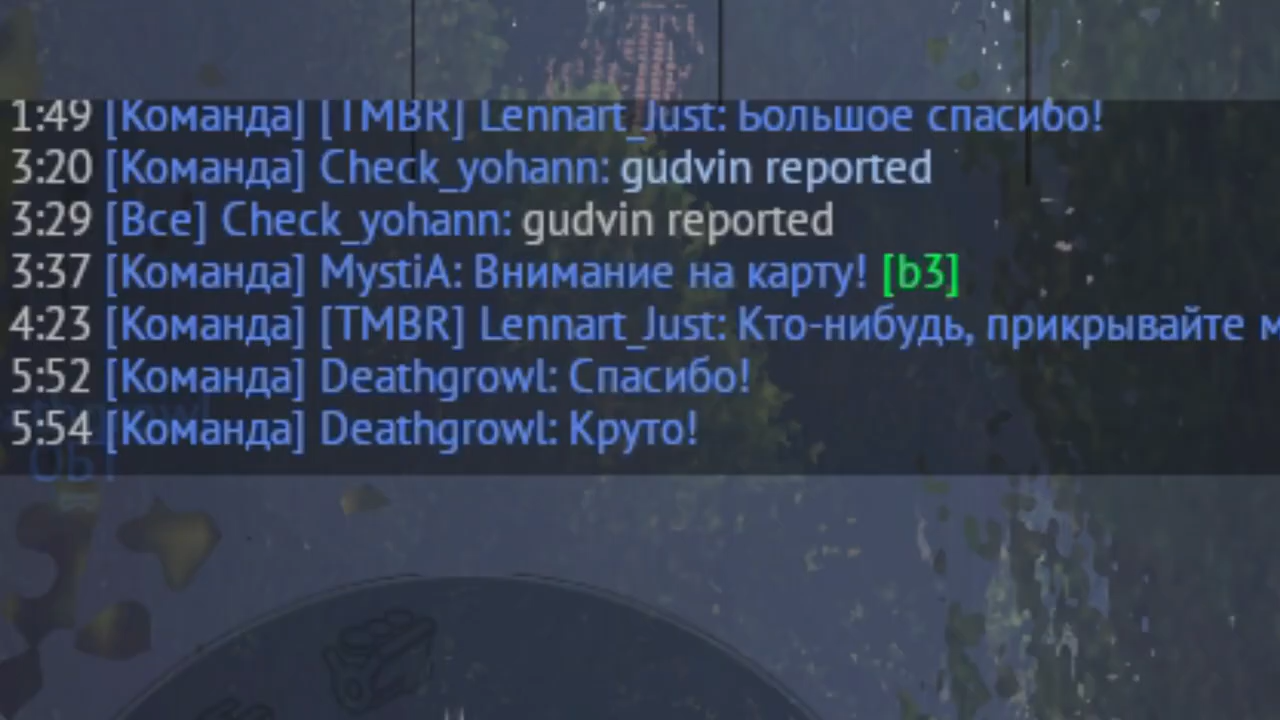 1:49 [Команда] [TMBR] Lennart_Just: Большое спасибо!
3:20 [Команда] Check_yohann: gudvin reported
3:29 [Все] Check_yohann: gudvin reported
3:37 [Команда] MystiA: Внимание на карту! [b3]
4:23 [Команда] [TMBR] Lennart_Just: Кто-нибудь, прикрывайте
5:52 [Команда] Deathgrowl: Спасибо!
5:54 [Команда] Deathgrowl: Круто!